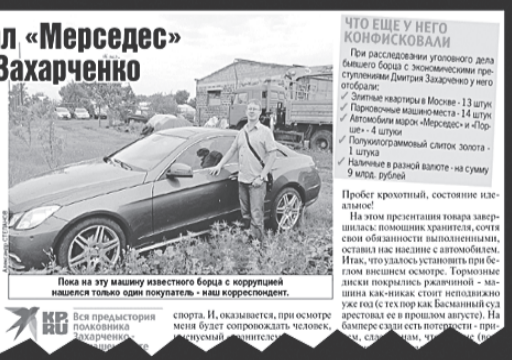 л «Мерседес»
Захарченко
ЧТО ЕЩЕ У НЕГО
КОНФИСКОВАЛИ
При расследовании уголовного дела
бывшего борца с экономическими пре-
ступлениями Дмитрия Захарченко у него
отобрали:
✓ Элитные квартиры в Москве - 13 штук
✓ Парковочные машино-места - 14 штук
✓ Автомобили марок «Мерседес» и «Пор-
ше» - 4 штуки
✓ Полукилограммовый слиток золота -
1 штука
✓ Наличные в разной валюте - на сумму
9 млрд. рублей
Александр СТЕПАНОВ
Пока на эту машину известного борца с коррупцией
нашелся только один покупатель - наш корреспондент.
KP.
RU
Вся предыстория
полковника
Захарченко -
спорта. И, оказывается, при осмотре
меня будет сопровождать человек,
Пробег крохотный, состояние иде-
альное!
На этом презентация товара завер-
шилась: помощник хранителя, сочтя
свои обязанности выполненными,
оставил нас наедине с автомобилем.
Итак, что удалось установить при бе-
глом внешнем осмотре. Тормозные
диски покрылись ржавчиной - ма-
шина как-никак стоит неподвижно
уже год (с тех пор как Басманный суд
арестовал ее в прошлом августе). На
бампере сзади есть потертости - при-